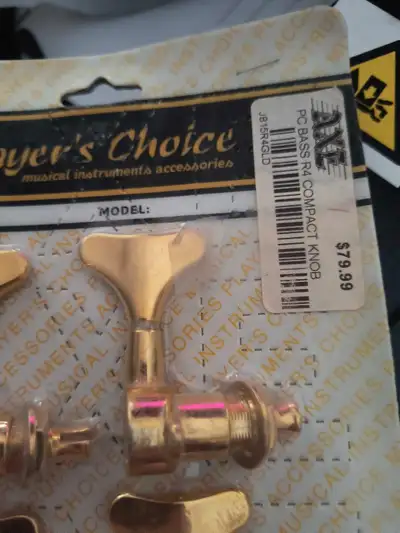 ayer's Choice
musical instruments accessories
MODEL:
AXE
PC BASS R4 COMPACT KNOB
JB15R4GLD
$79.99